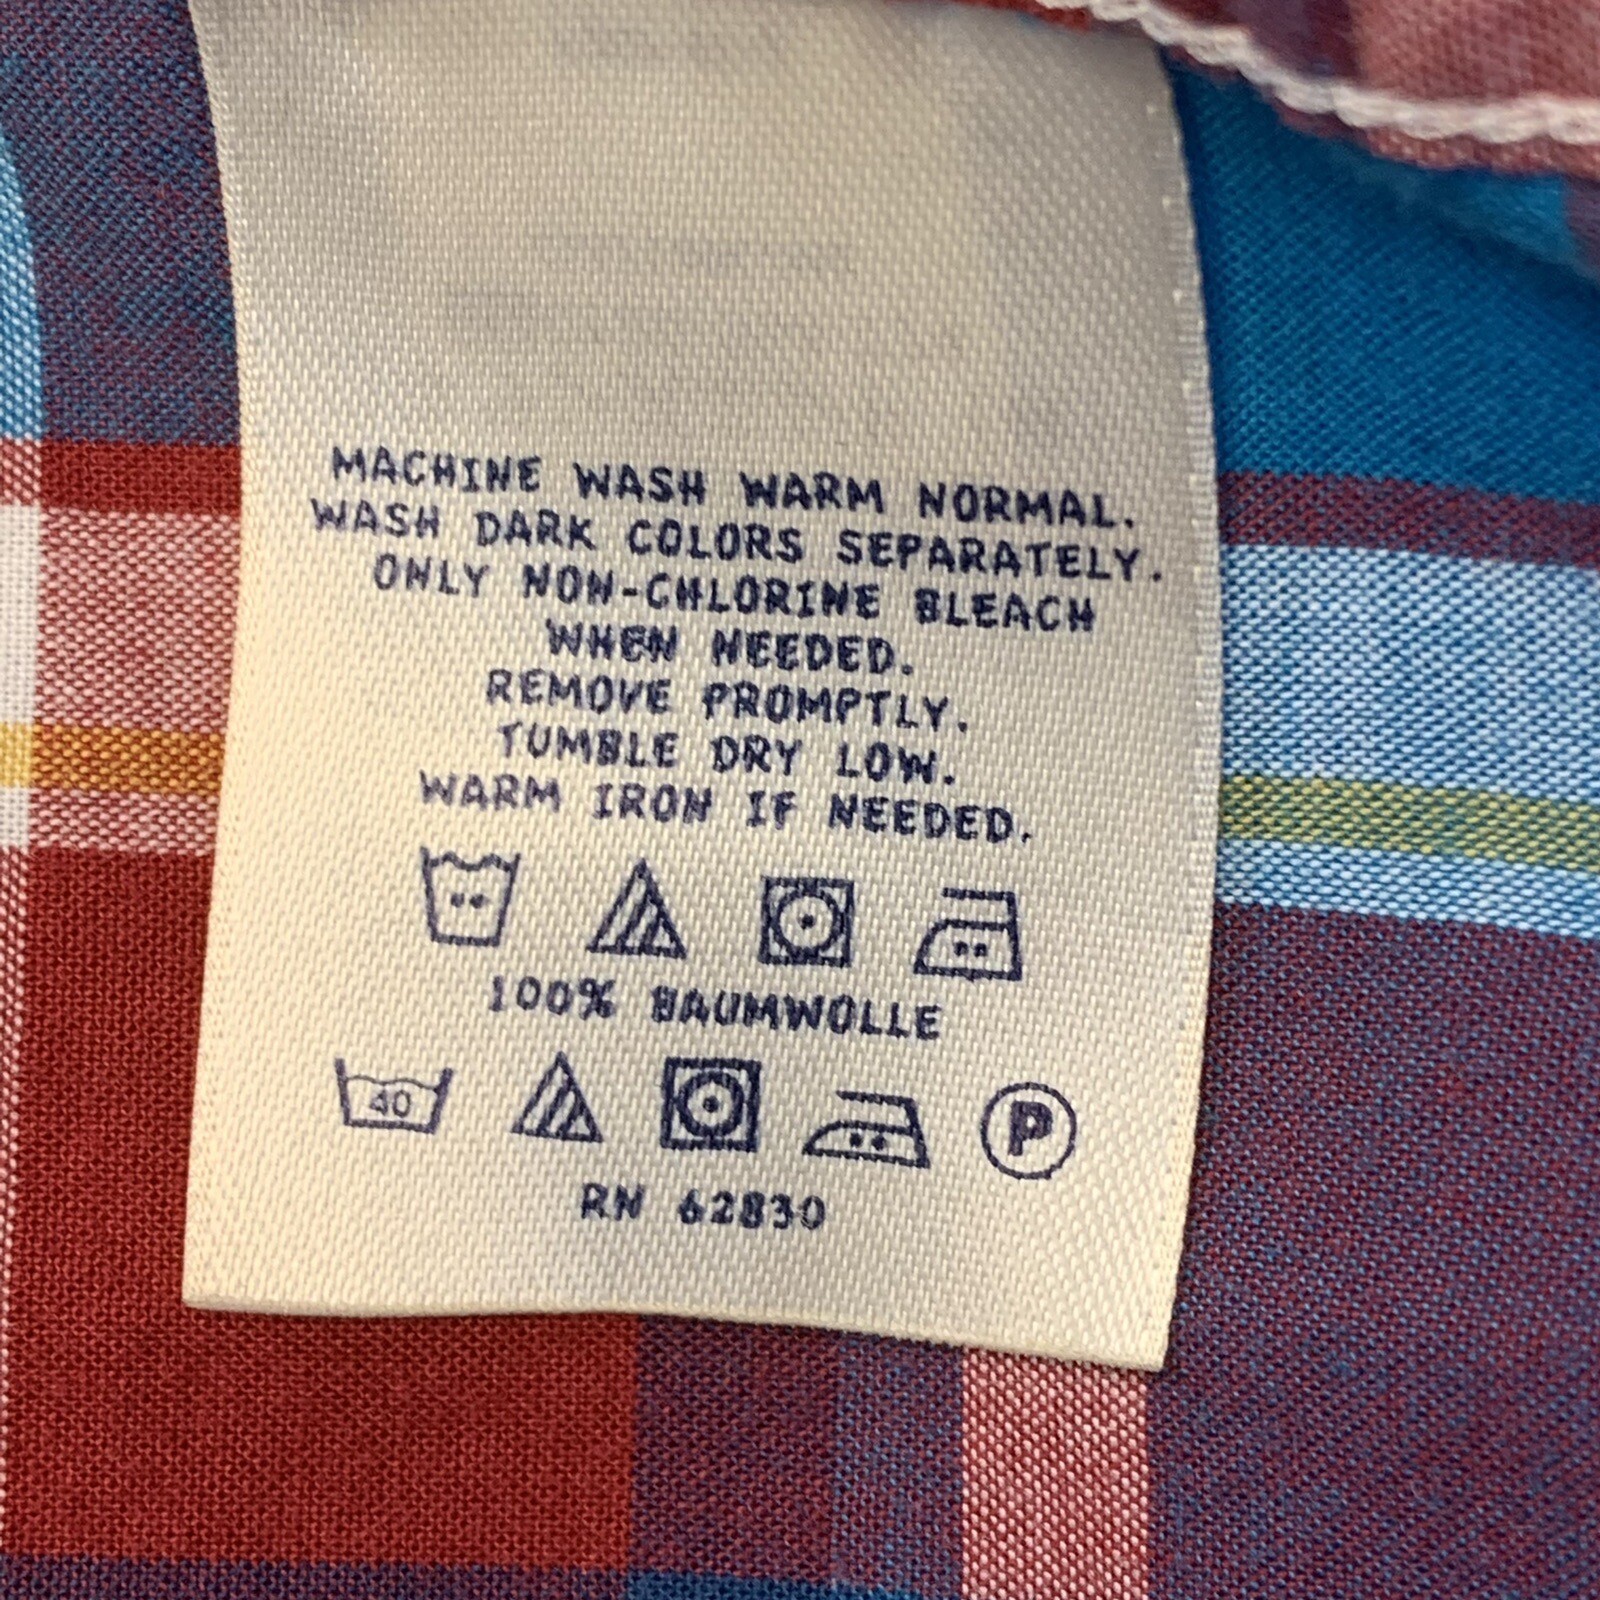 MACHINE WASH WARM NORMAL.
WASH DARK COLORS SEPARATELY.
ONLY NON-CHLORINE BLEACH
WHEN NEEDED.
REMOVE PROMPTLY.
TUMBLE DRY LOW.
WARM IRON IF NEEDED.
100% BAUMWOLLE
40 P
RN 62830